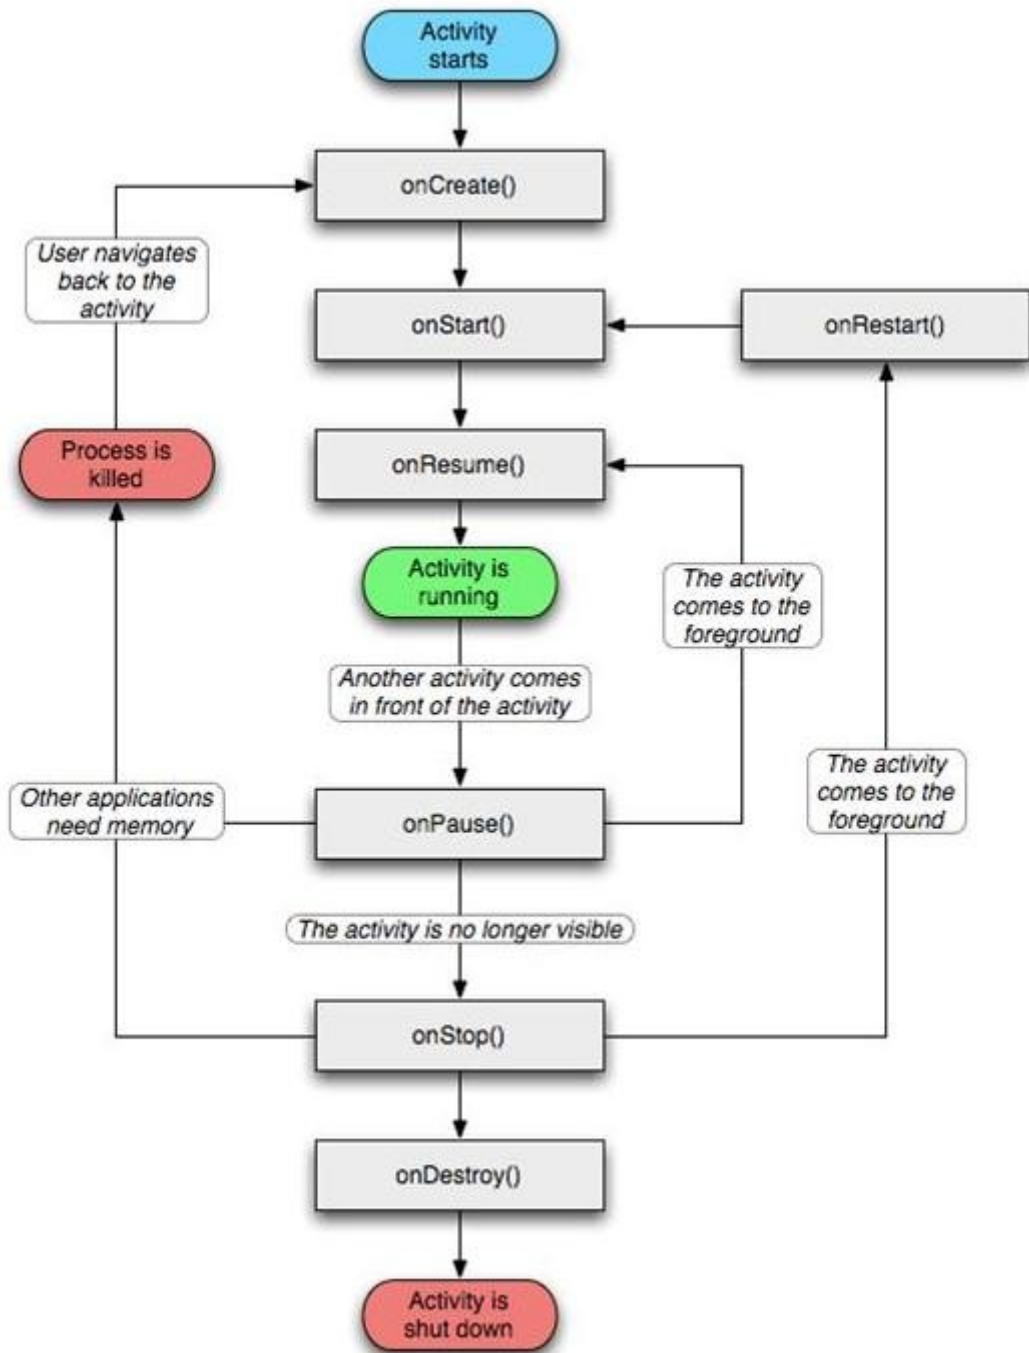 Activity
starts
onCreate()
User navigates
back to the
activity
onStart()
onRestart()
Process is
killed
onResume()
Activity is
running
The activity
comes to the
foreground
Another activity comes
in front of the activity
The activity
comes to the
foreground
Other applications
need memory
onPause()
The activity is no longer visible
onStop()
onDestroy()
Activity is
shut down